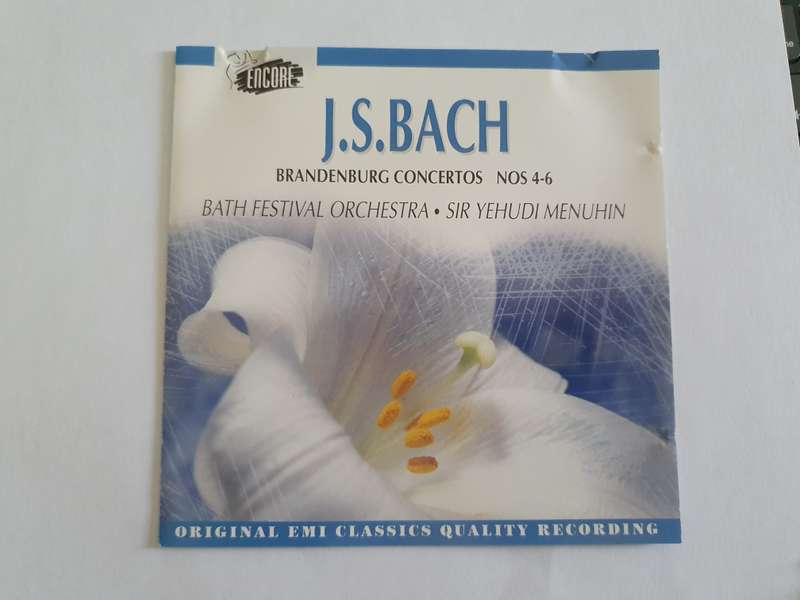 ENCORE
J.S.BACH
BRANDENBURG CONCERTOS NOS 4-6
BATH FESTIVAL ORCHESTRA • SIR YEHUDI MENUHIN
ORIGINAL EMI CLASSICS QUALITY RECORDING